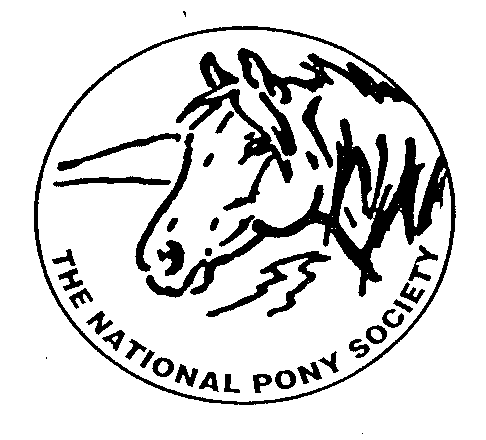 THE NATIONAL PONY SOCIETY